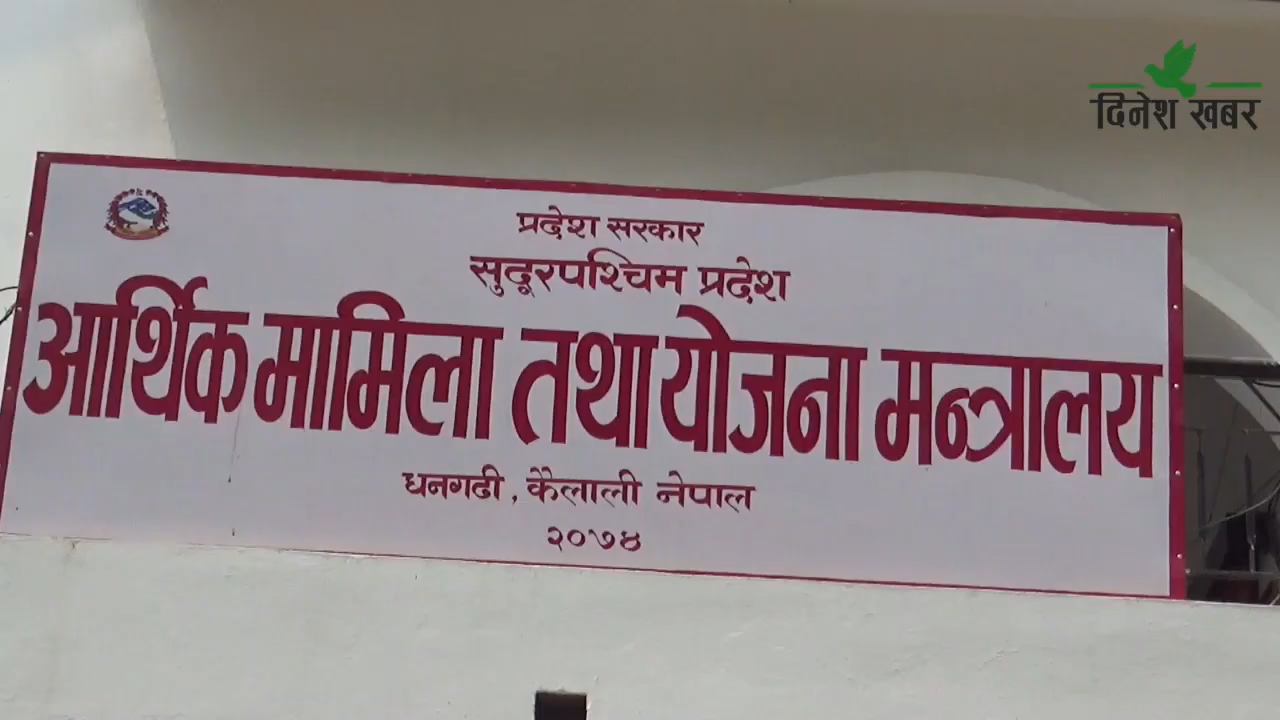 दिनेश खबर
प्रदेश सरकार
सुदूरपश्चिम प्रदेश
आर्थिक मामिला तथा योजना मन्त्रालय
धनगढी, कैलाली नेपाल
२०७४